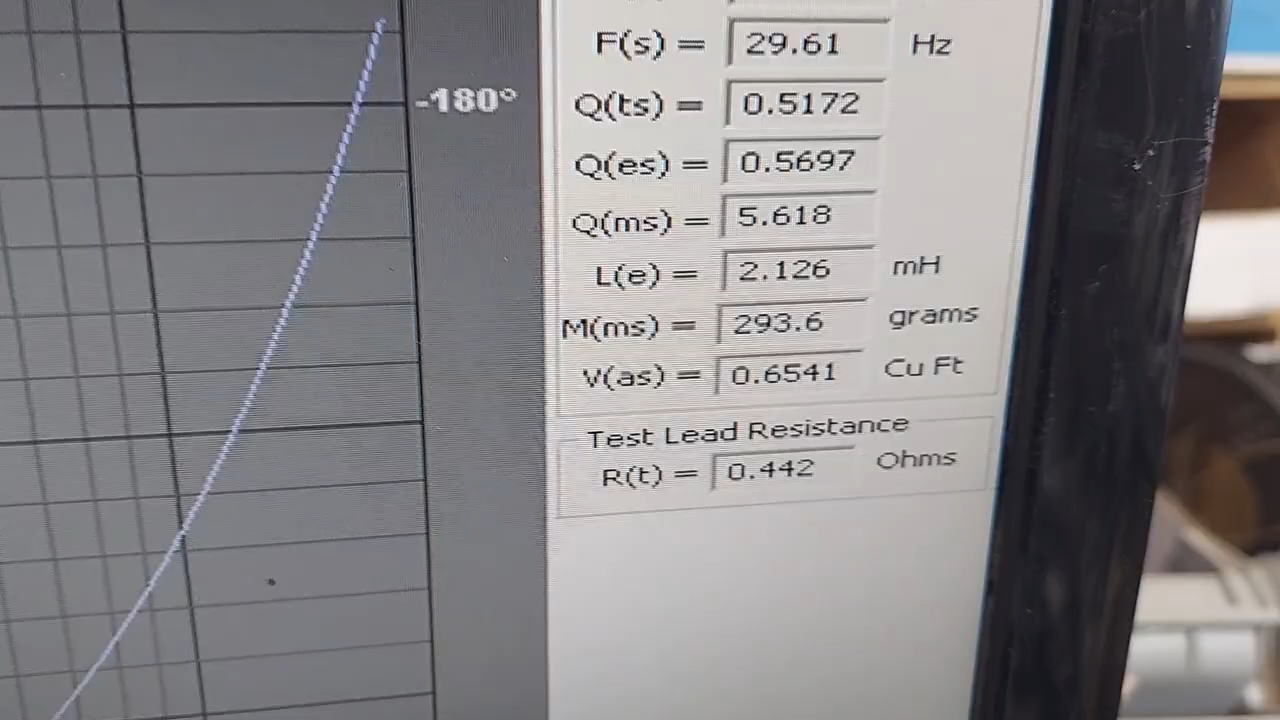 F(s) = 29.61 Hz
-180°
Q(ts) = 0.5172
Q(es) = 0.5697
Q(ms) = 5.618
L(e) = 2.126 mH
M(ms) = 293.6 grams
V(as) = 0.6541 Cu Ft
Test Lead Resistance
R(t) = 0.442 Ohms